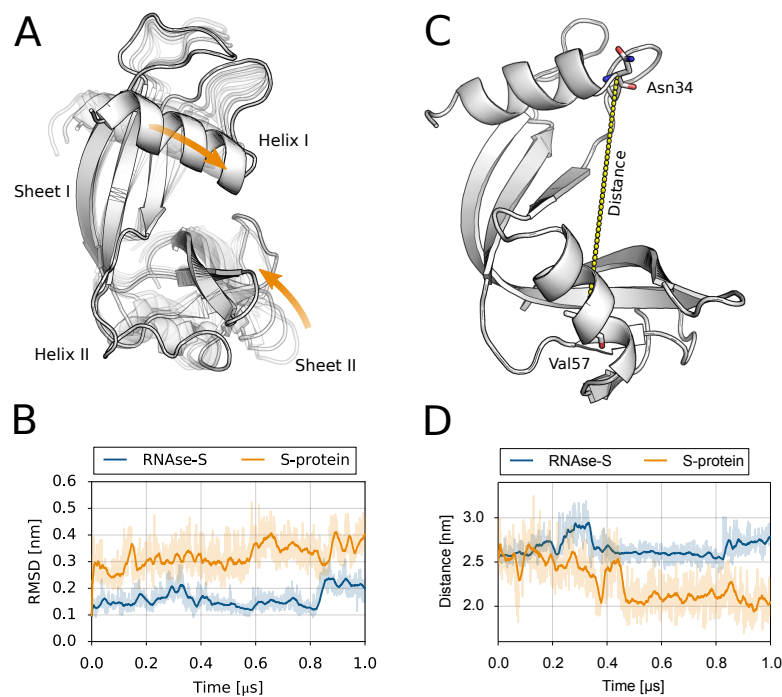 A
Helix I
Sheet I
Helix II
Sheet II
B
RNAse-S S-protein
0.6
0.5
0.4
0.3
0.2
0.1
0.0
RMSD [nm]
0.0 0.2 0.4 0.6 0.8 1.0
Time [μs]
C
Asn34
Distance
Val57
D
RNAse-S S-protein
3.0
2.5
2.0
Distance [nm]
0.0 0.2 0.4 0.6 0.8 1.0
Time [μs]